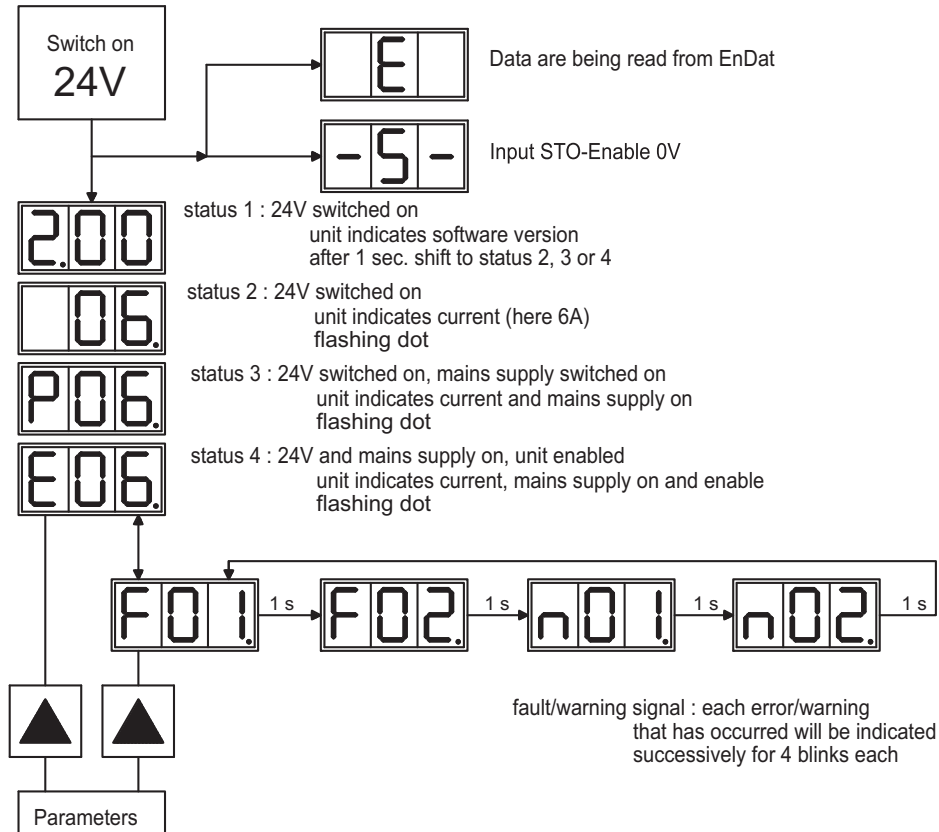 Switch on
24V
E
Data are being read from EnDat
-S-
Input STO-Enable 0V
2.00
status 1 : 24V switched on
unit indicates software version
after 1 sec. shift to status 2, 3 or 4
06.
status 2 : 24V switched on
unit indicates current (here 6A)
flashing dot
P06.
status 3 : 24V switched on, mains supply switched on
unit indicates current and mains supply on
flashing dot
E06.
status 4 : 24V and mains supply on, unit enabled
unit indicates current, mains supply on and enable
flashing dot
F01. 1 s F02. 1 s n01. 1 s n02. 1 s
fault/warning signal : each error/warning
that has occurred will be indicated
successively for 4 blinks each
Parameters